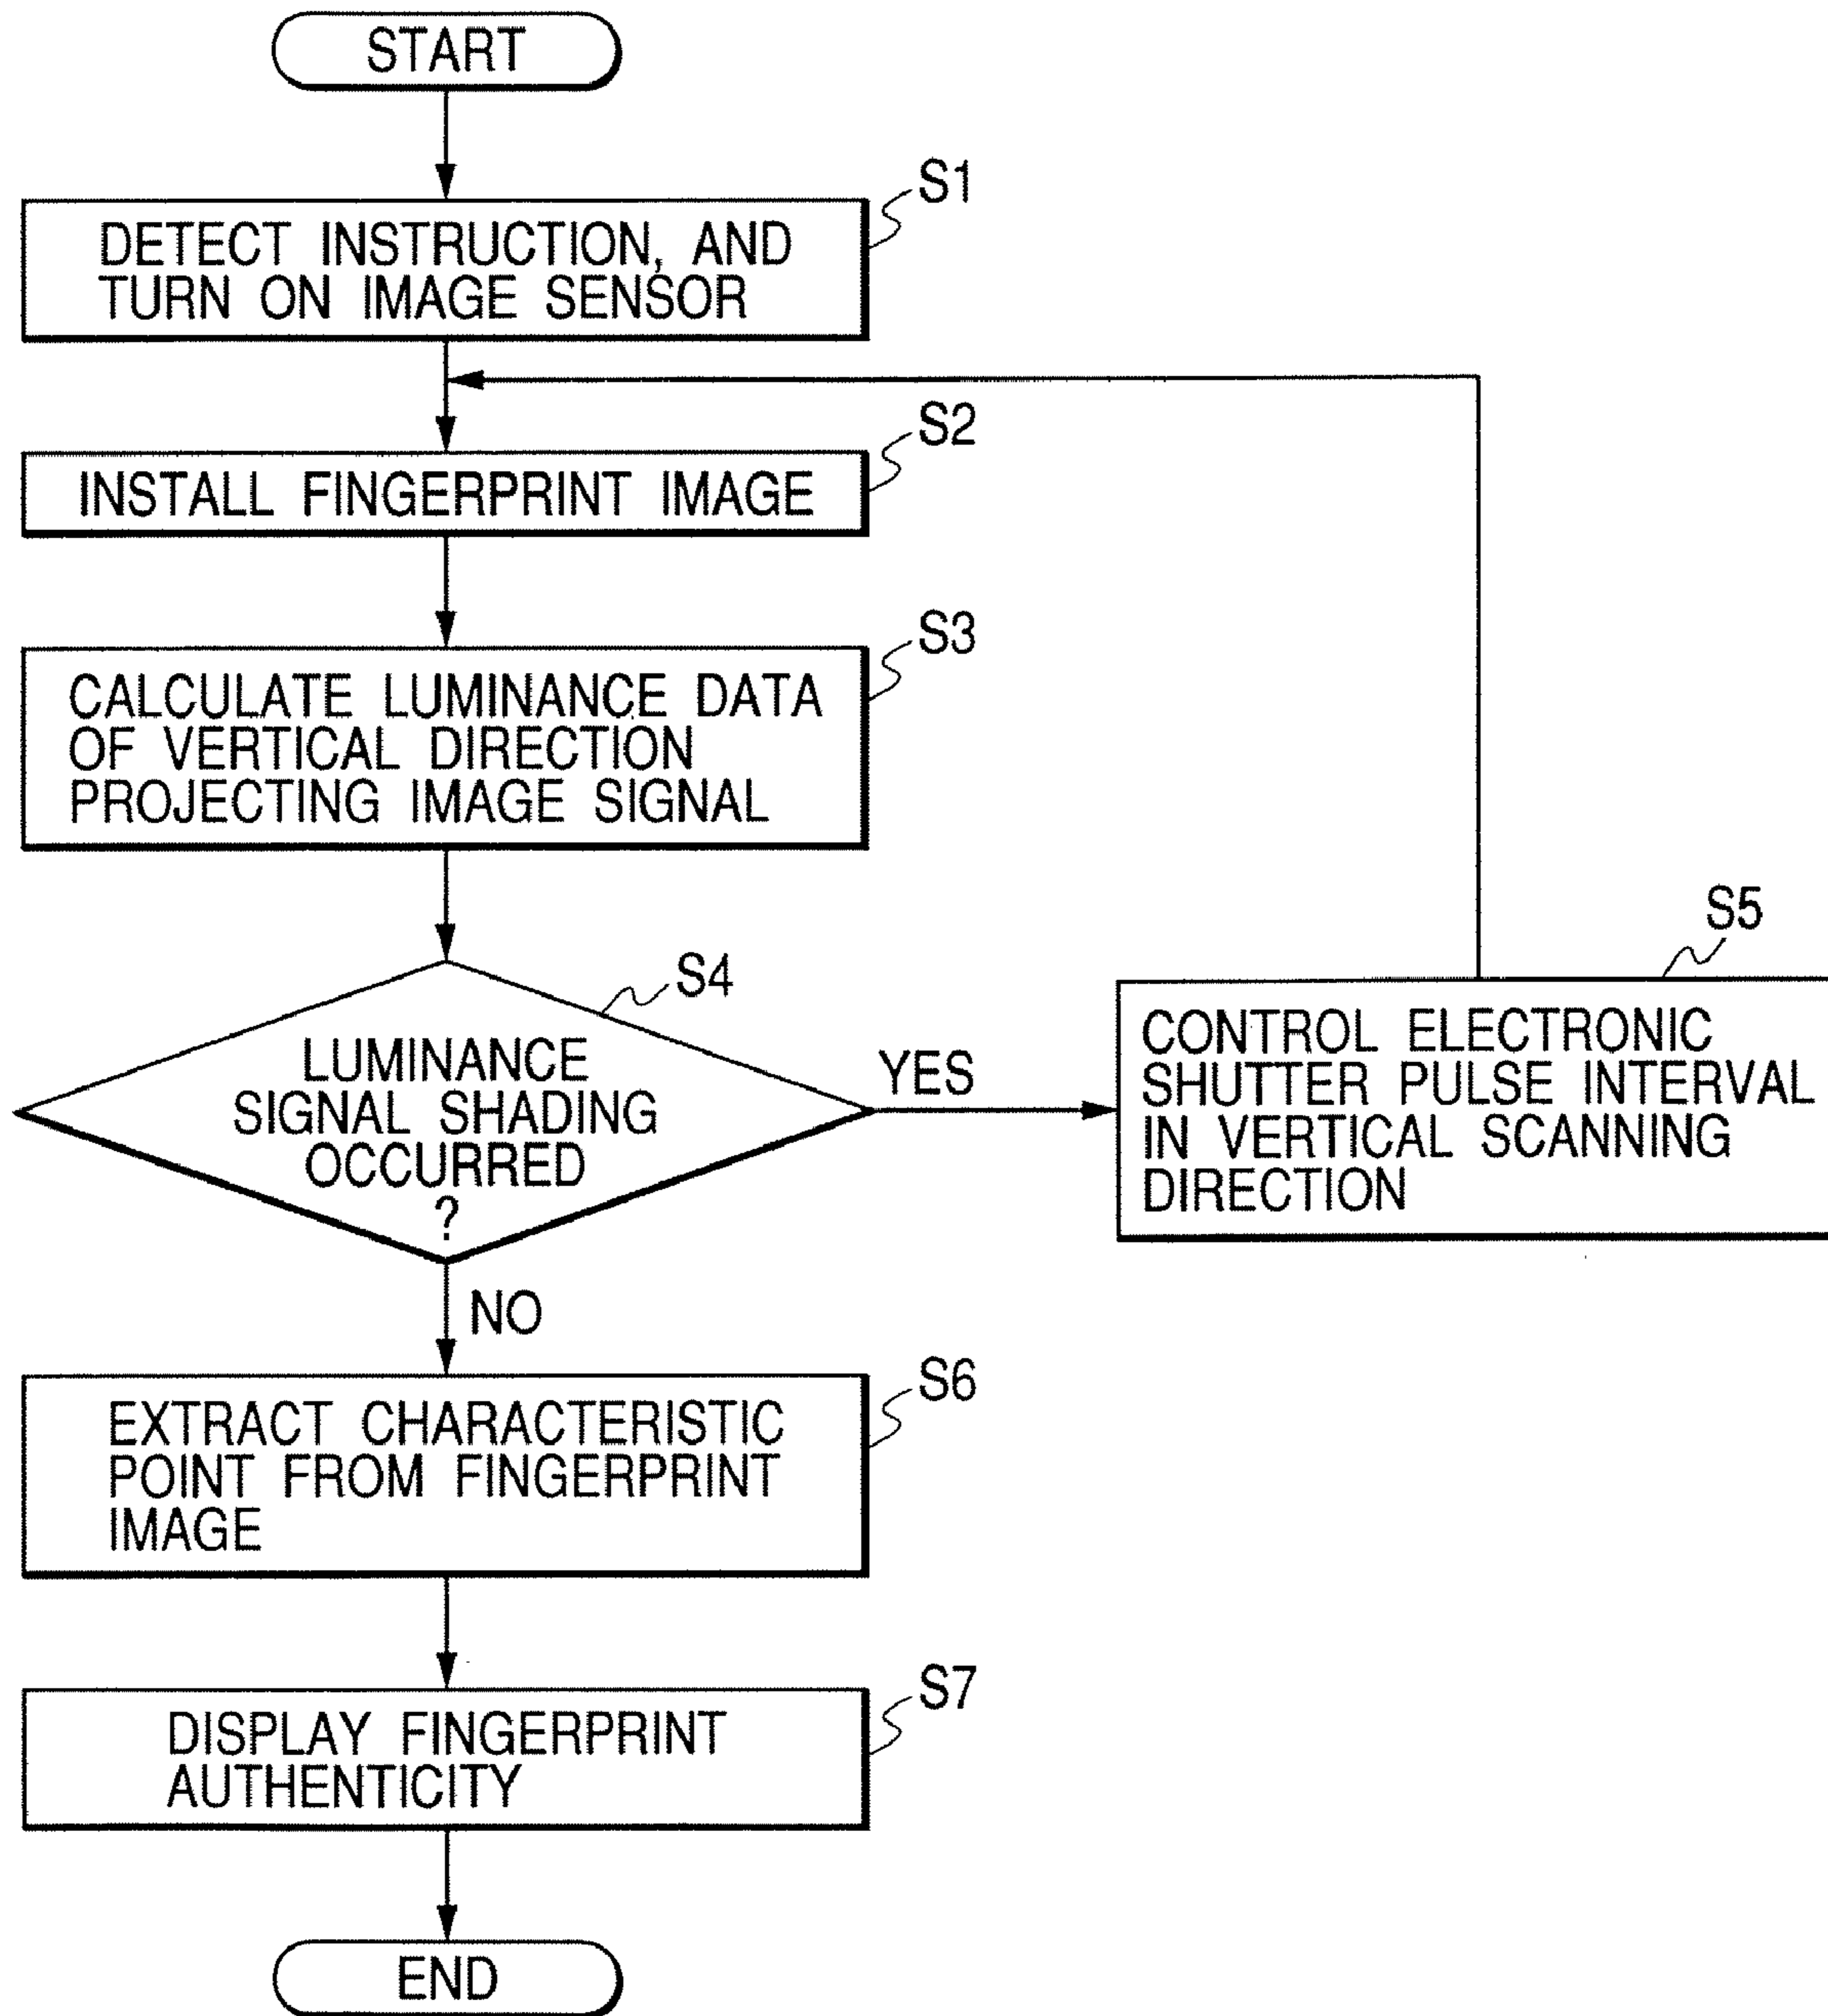 START
S1
DETECT INSTRUCTION, AND
TURN ON IMAGE SENSOR
S2
INSTALL FINGERPRINT IMAGE
S3
CALCULATE LUMINANCE DATA
OF VERTICAL DIRECTION
PROJECTING IMAGE SIGNAL
S4
LUMINANCE
SIGNAL SHADING
OCCURRED
?
YES
S5
CONTROL ELECTRONIC
SHUTTER PULSE INTERVAL
IN VERTICAL SCANNING
DIRECTION
NO
S6
EXTRACT CHARACTERISTIC
POINT FROM FINGERPRINT
IMAGE
S7
DISPLAY FINGERPRINT
AUTHENTICITY
END